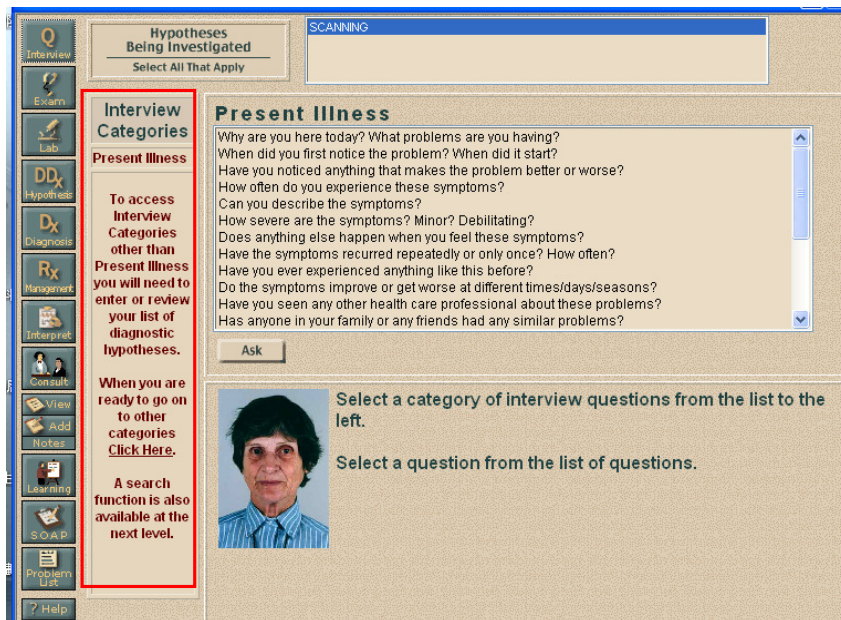 Q
Interview
Exam
Lab
DDx
Hypothesis
Dx
Diagnosis
Rx
Management
Interpret
Consult
View
Add
Notes
Learning
SOAP
Problem
List
? Help
Hypotheses
Being Investigated
Select All That Apply
SCANNING
Interview
Categories
Present Illness
To access
Interview
Categories
other than
Present Illness
you will need to
enter or review
your list of
diagnostic
hypotheses.
When you are
ready to go on
to other
categories
Click Here.
A search
function is also
available at the
next level.
Present Illness
Why are you here today? What problems are you having?
When did you first notice the problem? When did it start?
Have you noticed anything that makes the problem better or worse?
How often do you experience these symptoms?
Can you describe the symptoms?
How severe are the symptoms? Minor? Debilitating?
Does anything else happen when you feel these symptoms?
Have the symptoms recurred repeatedly or only once? How often?
Have you ever experienced anything like this before?
Do the symptoms improve or get worse at different times/days/seasons?
Have you seen any other health care professional about these problems?
Has anyone in your family or any friends had any similar problems?
Ask
Select a category of interview questions from the list to the
left.
Select a question from the list of questions.